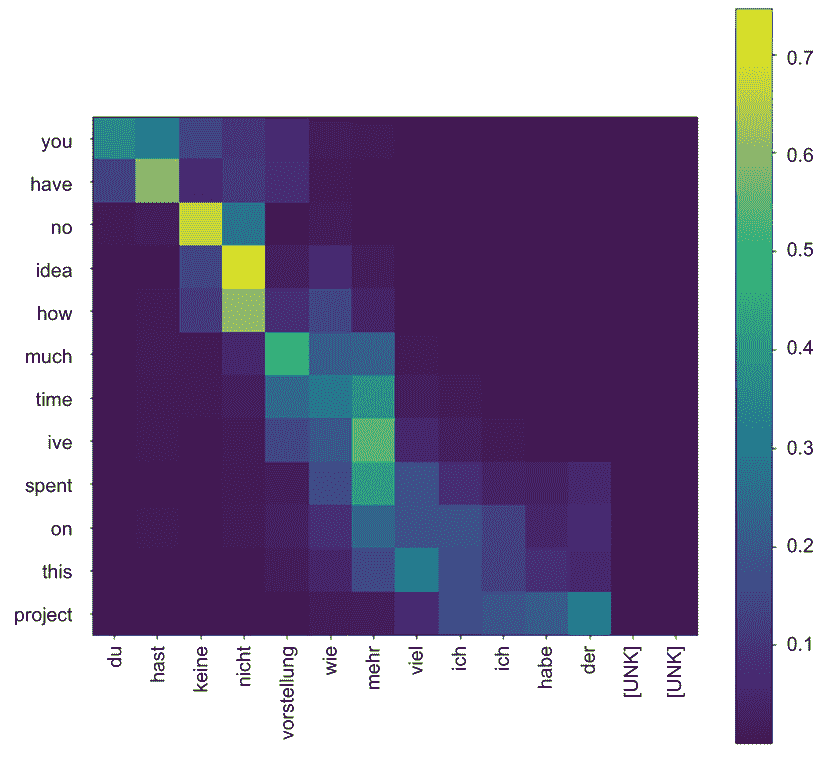 0.7
0.6
0.5
0.4
0.3
0.2
0.1
you
have
no
idea
how
much
time
ive
spent
on
this
project
du
hast
keine
nicht
vorstellung
wie
mehr
viel
ich
ich
habe
der
[UNK]
[UNK]